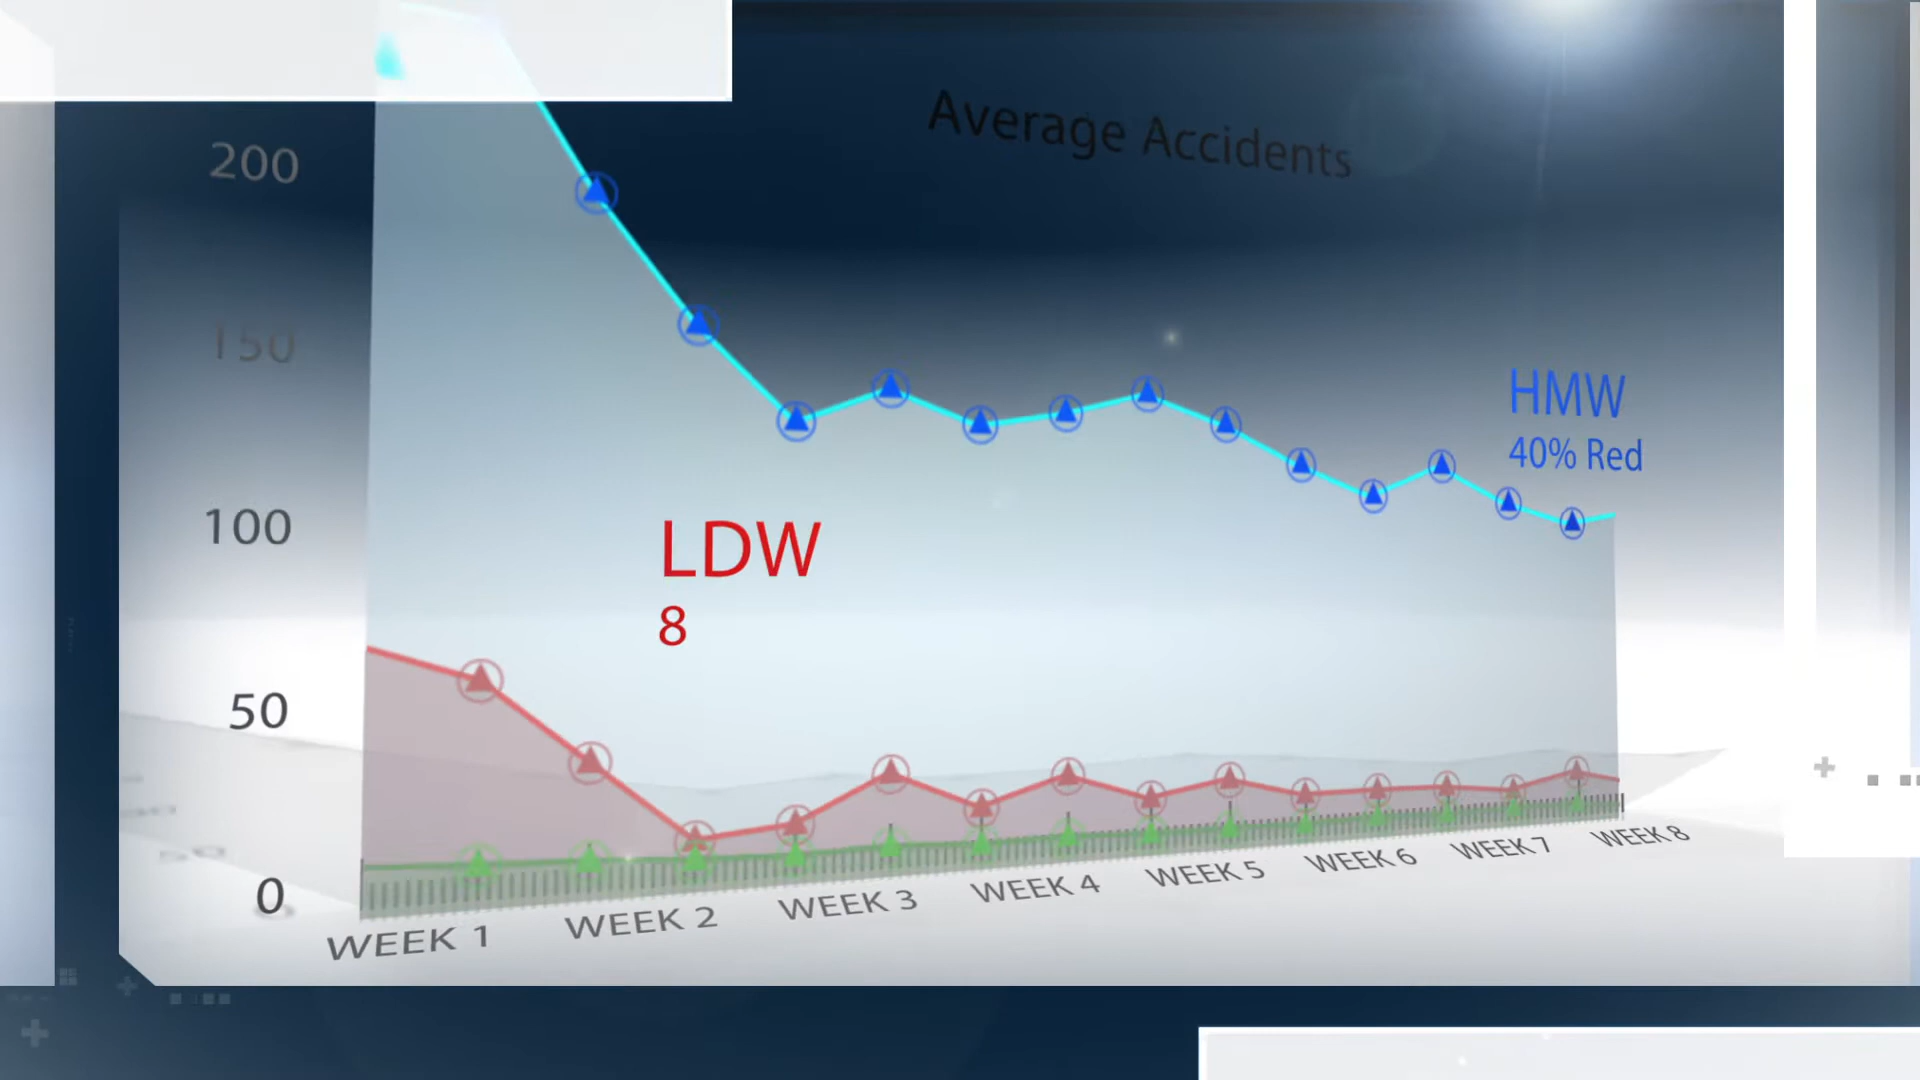 Average Accidents
200
150
100
50
0
HMW
40% Red
LDW
8
WEEK 1
WEEK 2
WEEK 3
WEEK 4
WEEK 5
WEEK 6
WEEK 7
WEEK 8